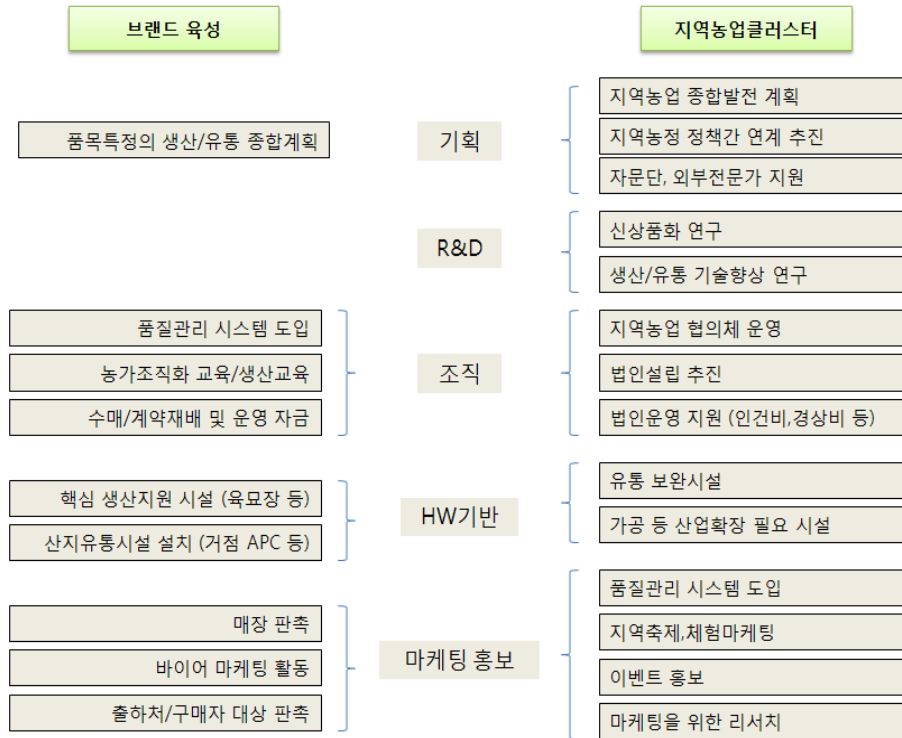 브랜드 육성
지역농업클러스터
품목특정의 생산/유통 종합계획
기획
지역농업 종합발전 계획
지역농정 정책간 연계 추진
자문단, 외부전문가 지원
R&D
신상품화 연구
생산/유통 기술향상 연구
품질관리 시스템 도입
농가조직화 교육/생산교육
수매/계약재배 및 운영 자금
조직
지역농업 협의체 운영
법인설립 추진
법인운영 지원 (인건비,경상비 등)
핵심 생산지원 시설 (육묘장 등)
산지유통시설 설치 (거점 APC 등)
HW기반
유통 보완시설
가공 등 산업확장 필요 시설
매장 판촉
바이어 마케팅 활동
출하처/구매자 대상 판촉
마케팅 홍보
품질관리 시스템 도입
지역축제,체험마케팅
이벤트 홍보
마케팅을 위한 리서치